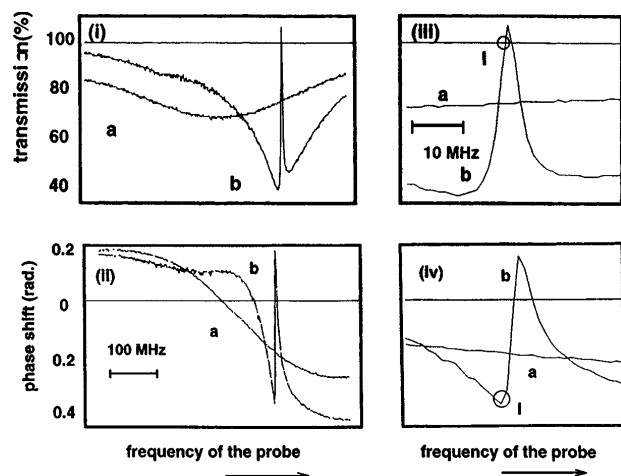 transmission(%)
100
80
60
40
(i)
a
b
(iii)
I
a
10 MHz
b
phase shift (rad.)
0.2
0
0.2
0.4
(ii)
b
a
100 MHz
(iv)
b
a
I
frequency of the probe
frequency of the probe